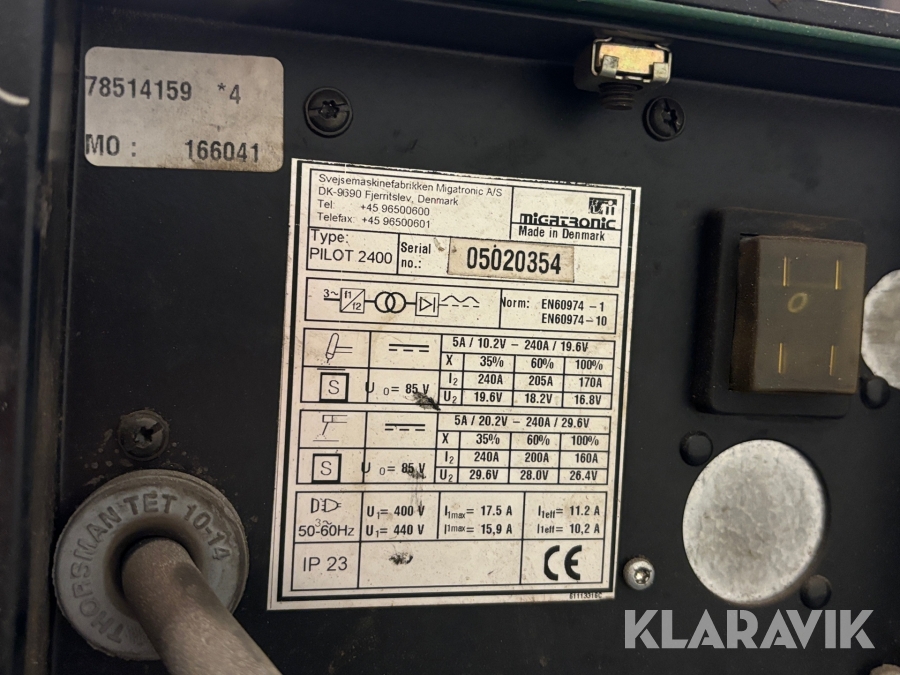 78514159 *4
MO : 166041
Svejsemaskinefabrikken Migatronic A/S
DK-9690 Fjerritslev, Denmark
Tel: +45 96500600
Telefax: +45 96500601
MIGATRONIC
Made in Denmark
Type:
PILOT 2400
Serial
no.:
05020354
3~ f1
f2
Norm: EN60974-1
EN60974-10
5A / 10.2V - 240A / 19.6V
X 35% 60% 100%
S U0= 85 V
I2 240A 205A 170A
U2 19.6V 18.2V 16.8V
5A / 20.2V - 240A / 29.6V
X 35% 60% 100%
S U0= 85 V
I2 240A 200A 160A
U2 29.6V 28.0V 26.4V
3~
50-60Hz
U1= 400 V I1max= 17.5 A I1eff= 11.2 A
U1= 440 V I1max= 15,9 A I1eff= 10,2 A
IP 23
CE
THORSMAN TET 10-14
KLARAVIK